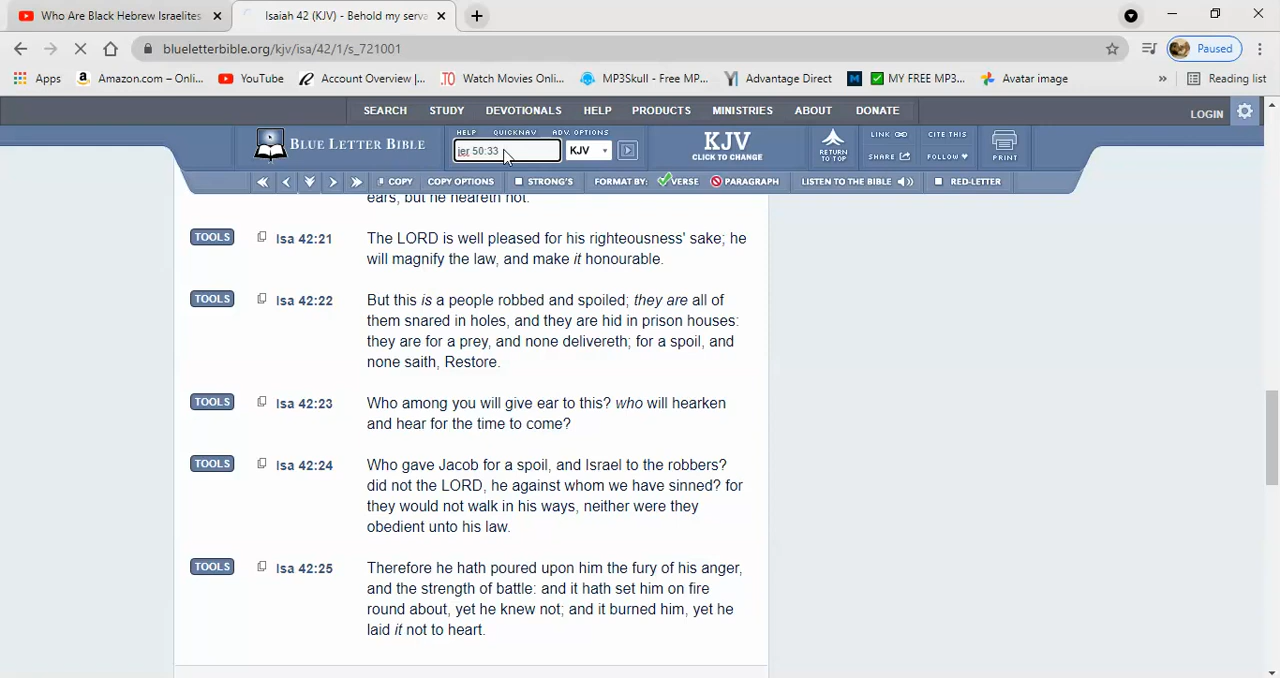 Who Are Black Hebrew Israelites
Isaiah 42 (KJV) - Behold my serva
blueletterbible.org/kjv/isa/42/1/s_721001
Paused
Apps
Amazon.com – Onli...
YouTube
Account Overview |...
Watch Movies Onli...
MP3Skull - Free MP...
Advantage Direct
MY FREE MP3...
Avatar image
»
Reading list
SEARCH
STUDY
DEVOTIONALS
HELP
PRODUCTS
MINISTRIES
ABOUT
DONATE
LOGIN
BLUE LETTER BIBLE
HELP
QUICKNAV
ADV. OPTIONS
jer 50:33
KJV
KJV
CLICK TO CHANGE
RETURN
TO TOP
LINK
CITE THIS
SHARE
FOLLOW
PRINT
COPY
COPY OPTIONS
STRONG'S
FORMAT BY:
VERSE
PARAGRAPH
LISTEN TO THE BIBLE
RED-LETTER
ears, but he heareth not.
TOOLS
Isa 42:21
The LORD is well pleased for his righteousness' sake; he
will magnify the law, and make it honourable.
TOOLS
Isa 42:22
But this is a people robbed and spoiled; they are all of
them snared in holes, and they are hid in prison houses:
they are for a prey, and none delivereth; for a spoil, and
none saith, Restore.
TOOLS
Isa 42:23
Who among you will give ear to this? who will hearken
and hear for the time to come?
TOOLS
Isa 42:24
Who gave Jacob for a spoil, and Israel to the robbers?
did not the LORD, he against whom we have sinned? for
they would not walk in his ways, neither were they
obedient unto his law.
TOOLS
Isa 42:25
Therefore he hath poured upon him the fury of his anger,
and the strength of battle: and it hath set him on fire
round about, yet he knew not; and it burned him, yet he
laid it not to heart.